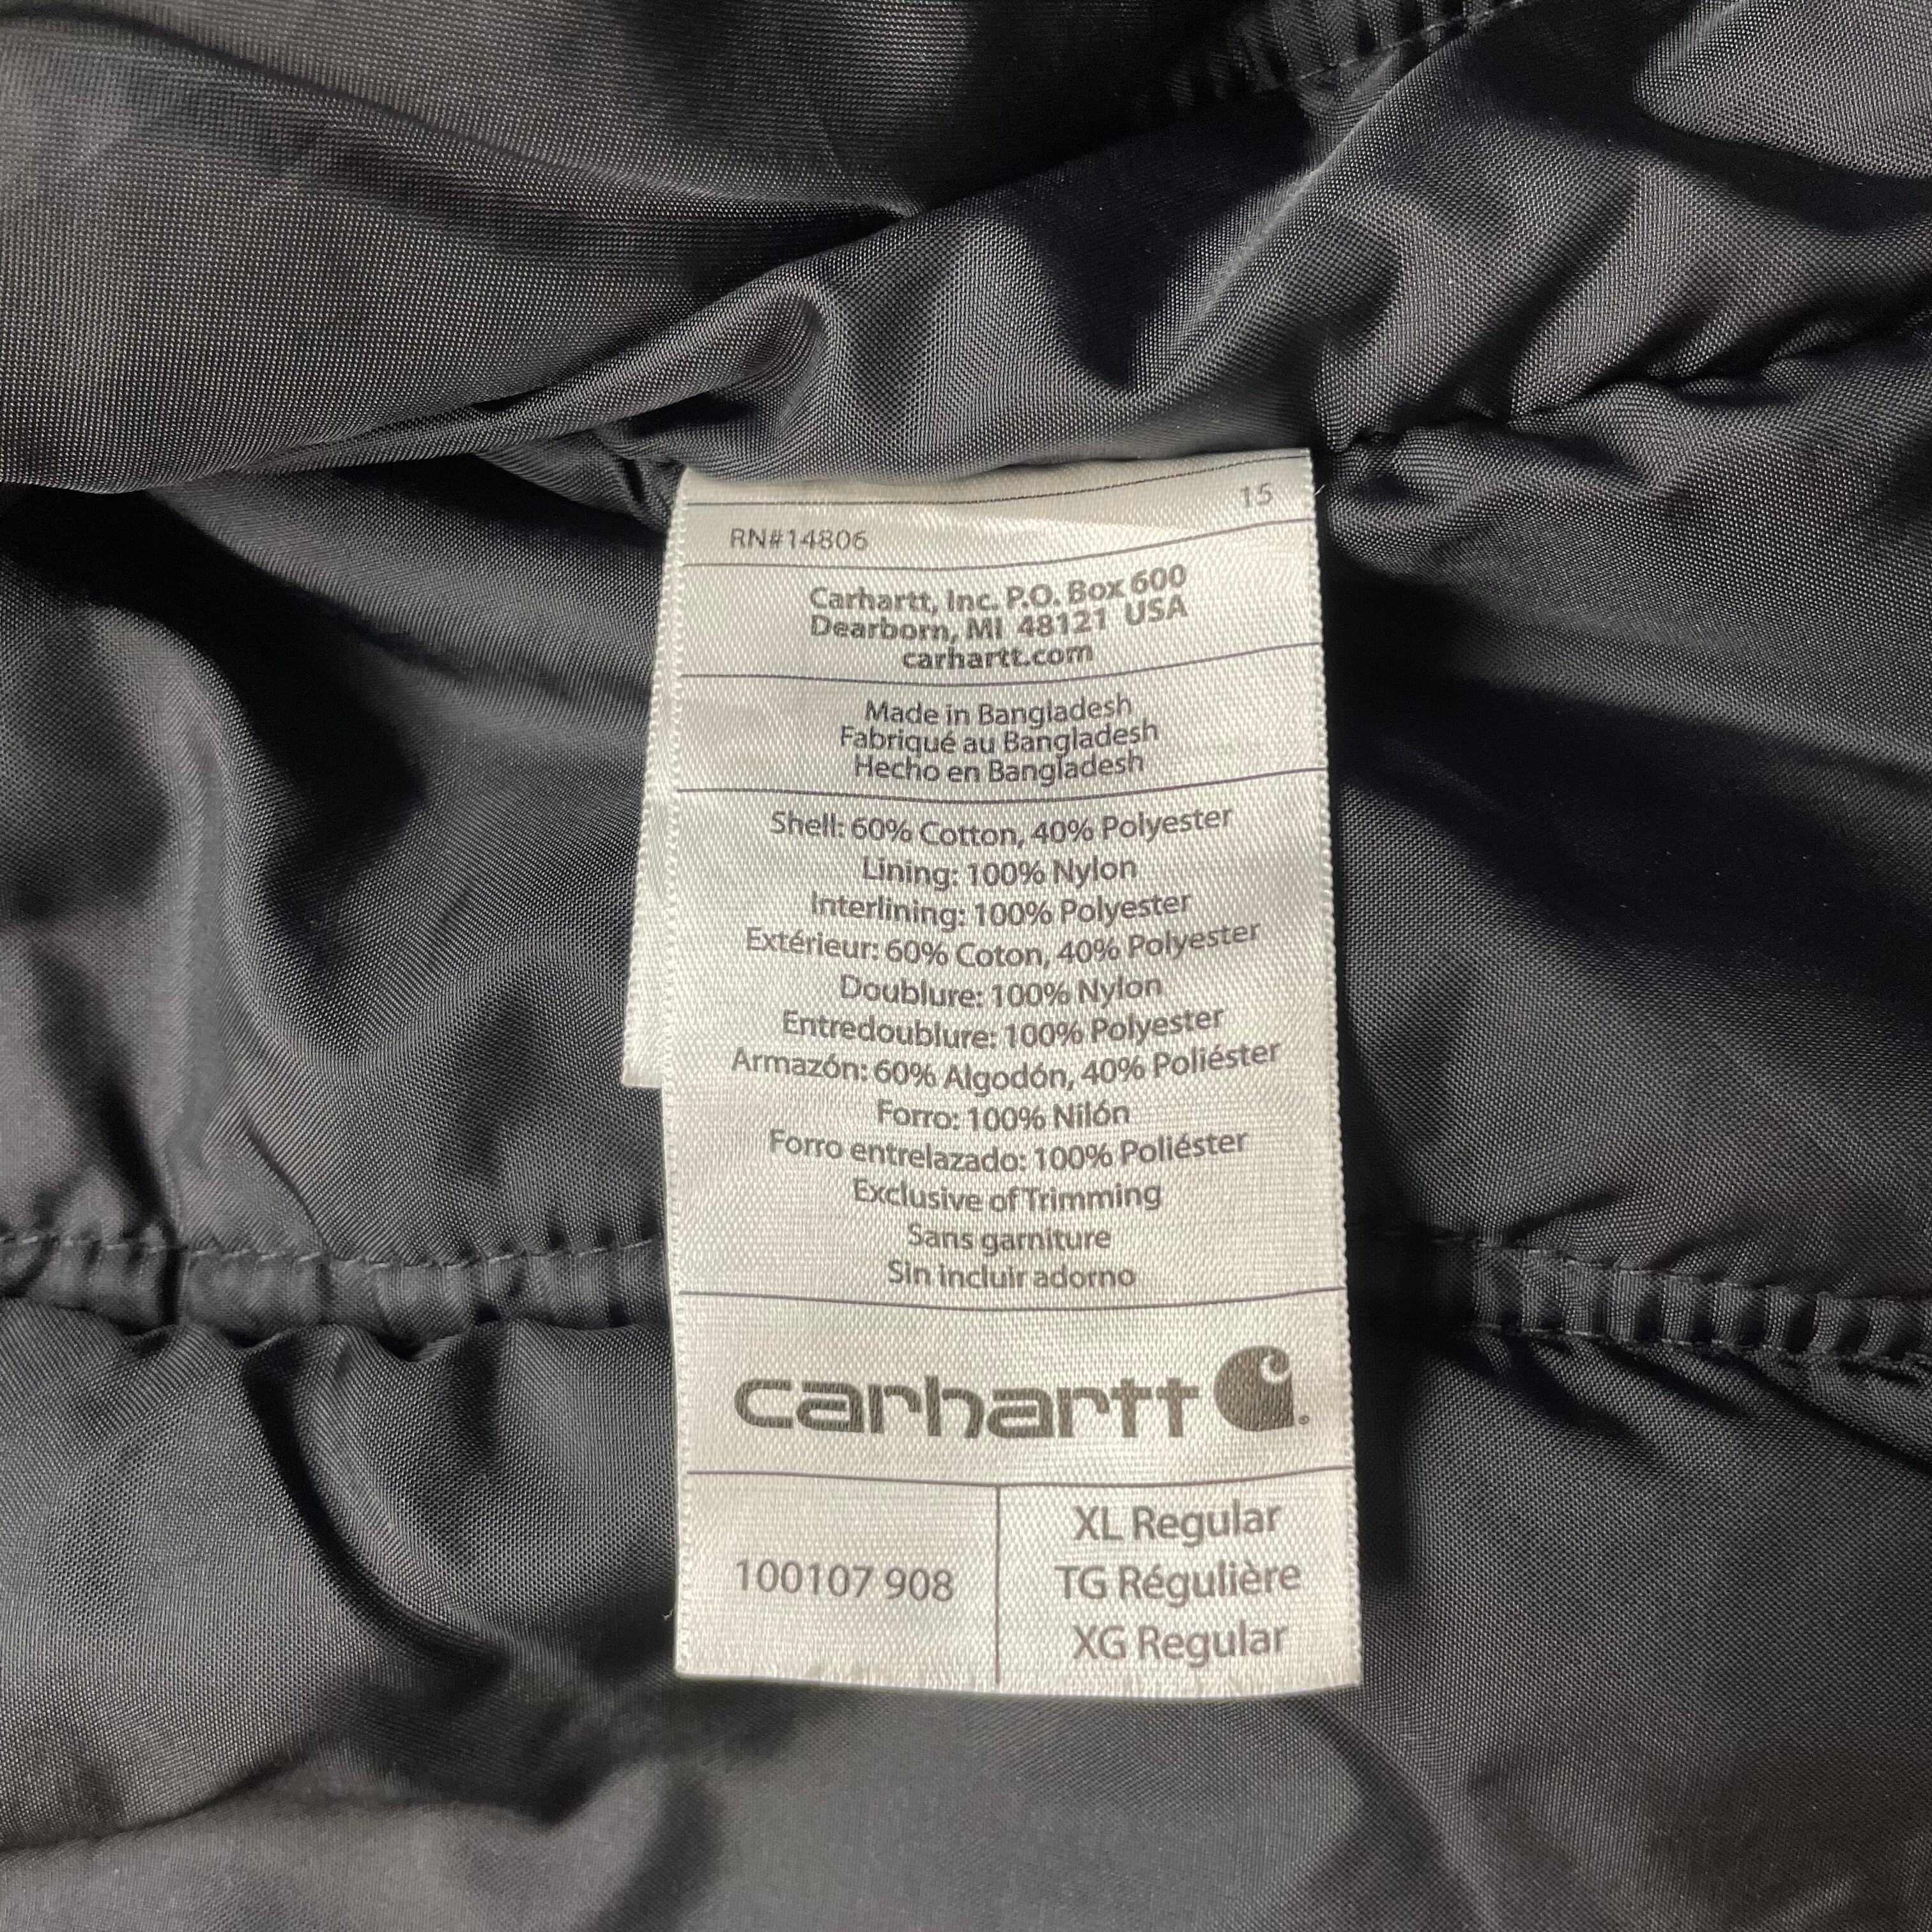 15
RN#14806
Carhartt, Inc. P.O. Box 600
Dearborn, MI 48121 USA
carhartt.com
Made in Bangladesh
Fabriqué au Bangladesh
Hecho en Bangladesh
Shell: 60% Cotton, 40% Polyester
Lining: 100% Nylon
Interlining: 100% Polyester
Extérieur: 60% Coton, 40% Polyester
Doublure: 100% Nylon
Entredoublure: 100% Polyester
Armazón: 60% Algodón, 40% Poliéster
Forro: 100% Nilón
Forro entrelazado: 100% Poliéster
Exclusive of Trimming
Sans garniture
Sin incluir adorno
carhartt
100107 908
XL Regular
TG Régulière
XG Regular